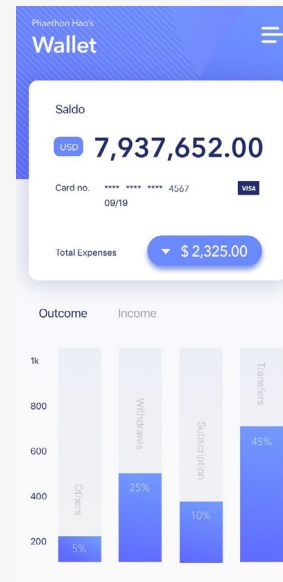 Phaethon Hao's
Wallet
Saldo
USD 7,937,652.00
Card no. **** **** **** 4567 VISA
09/19
Total Expenses $ 2,325.00
Outcome Income
1k
800
600
400
200
Others
5%
Withdrawls
25%
Subscription
10%
Transfers
45%